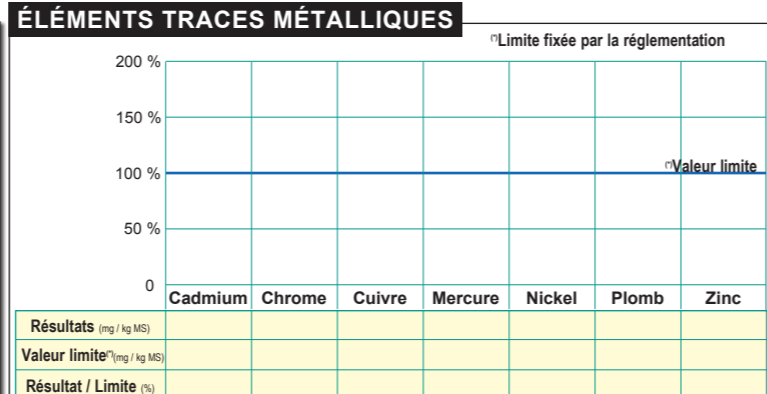 ÉLÉMENTS TRACES MÉTALLIQUES
(*)Limite fixée par la réglementation
200 %
150 %
(*)Valeur limite
100 %
50 %
0
Cadmium Chrome Cuivre Mercure Nickel Plomb Zinc
Résultats (mg / kg MS)
Valeur limite(*)(mg / kg MS)
Résultat / Limite (%)